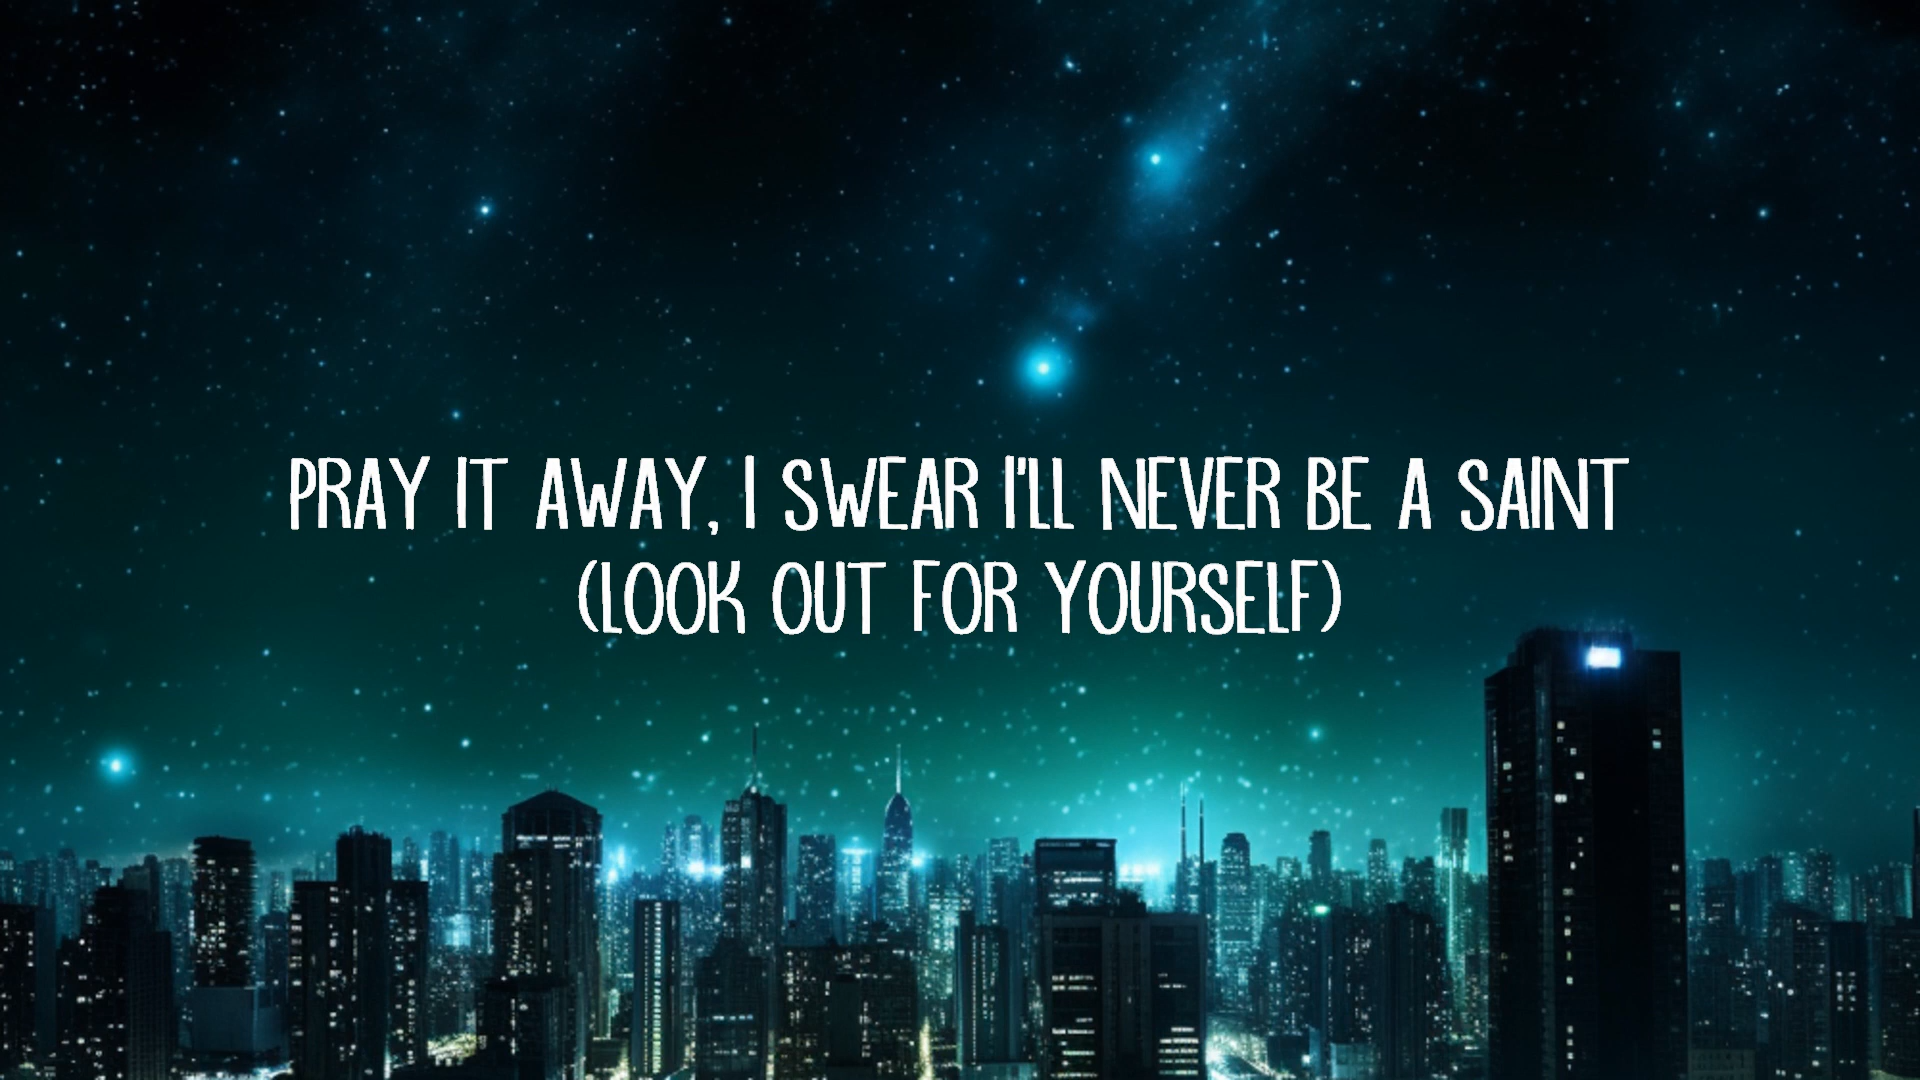 PRAY IT AWAY, I SWEAR I'LL NEVER BE A SAINT
(LOOK OUT FOR YOURSELF)